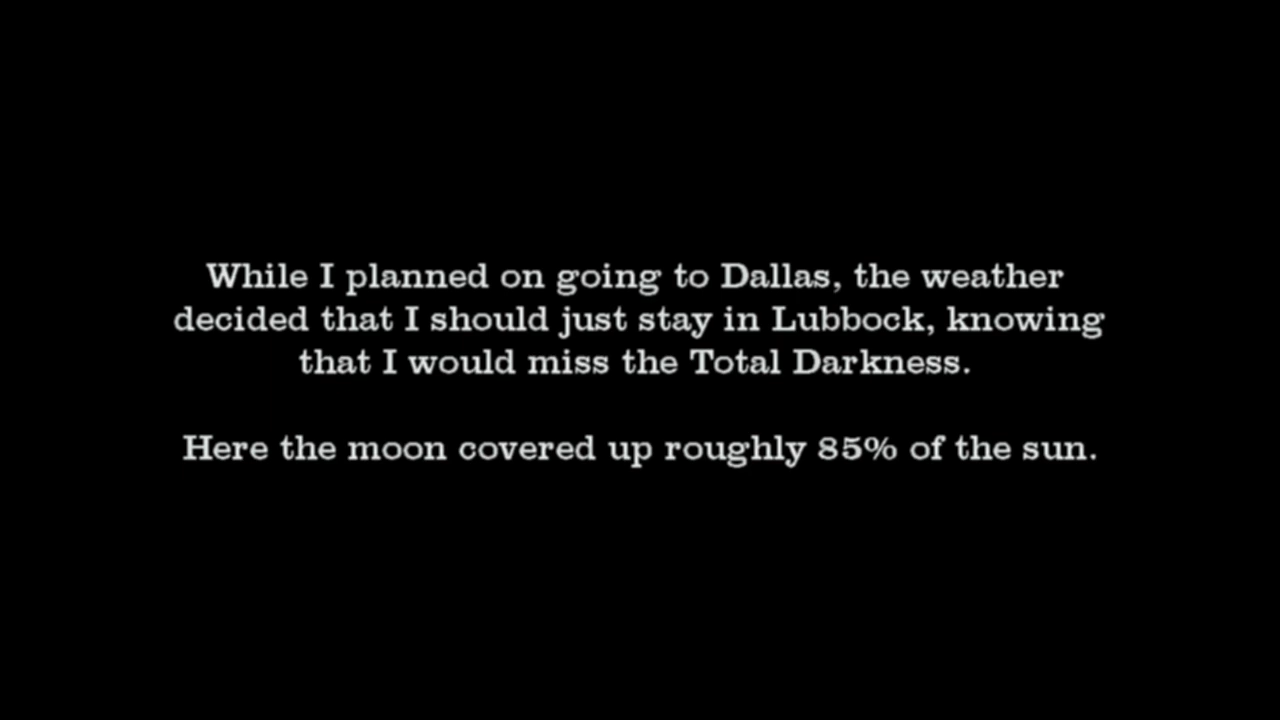 While I planned on going to Dallas, the weather
decided that I should just stay in Lubbock, knowing
that I would miss the Total Darkness.
Here the moon covered up roughly 85% of the sun.